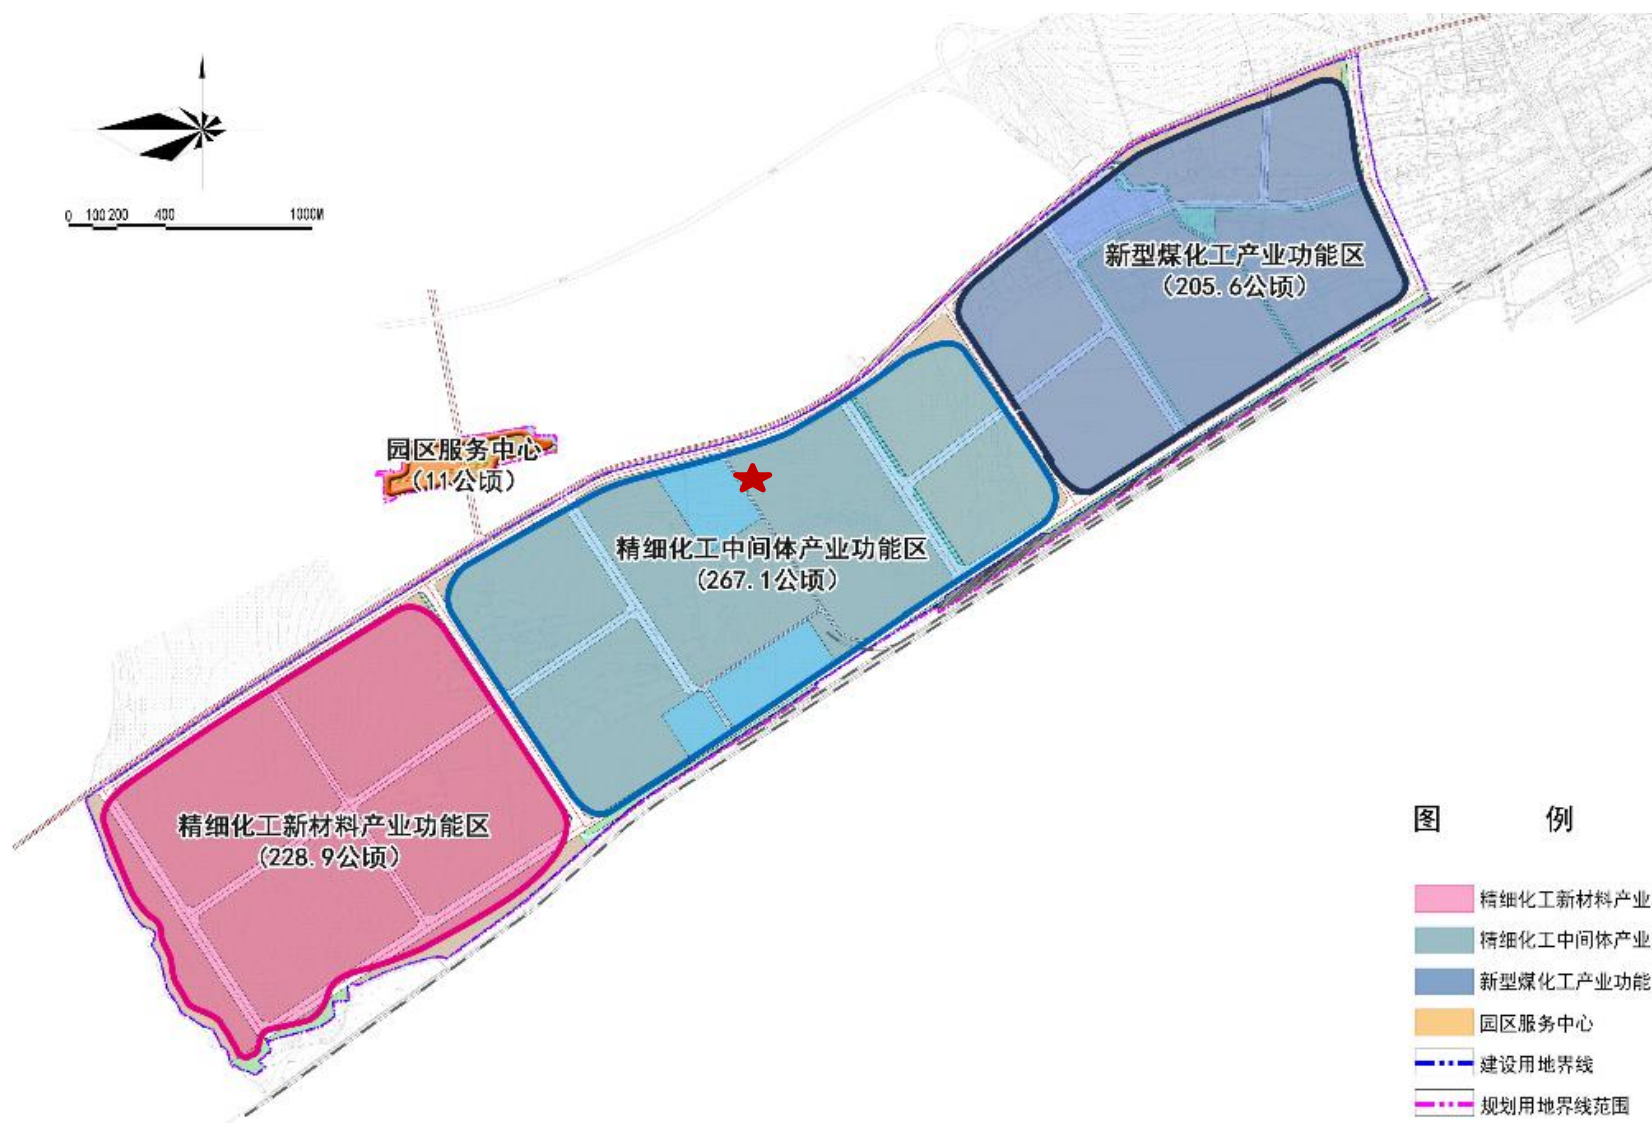 0 100 200 400 1000M
新型煤化工产业功能区
(205.6公顷)
园区服务中心
(11公顷)
精细化工中间体产业功能区
(267.1公顷)
精细化工新材料产业功能区
(228.9公顷)
图 例
精细化工新材料产业
精细化工中间体产业
新型煤化工产业功能
园区服务中心
建设用地界线
规划用地界线范围